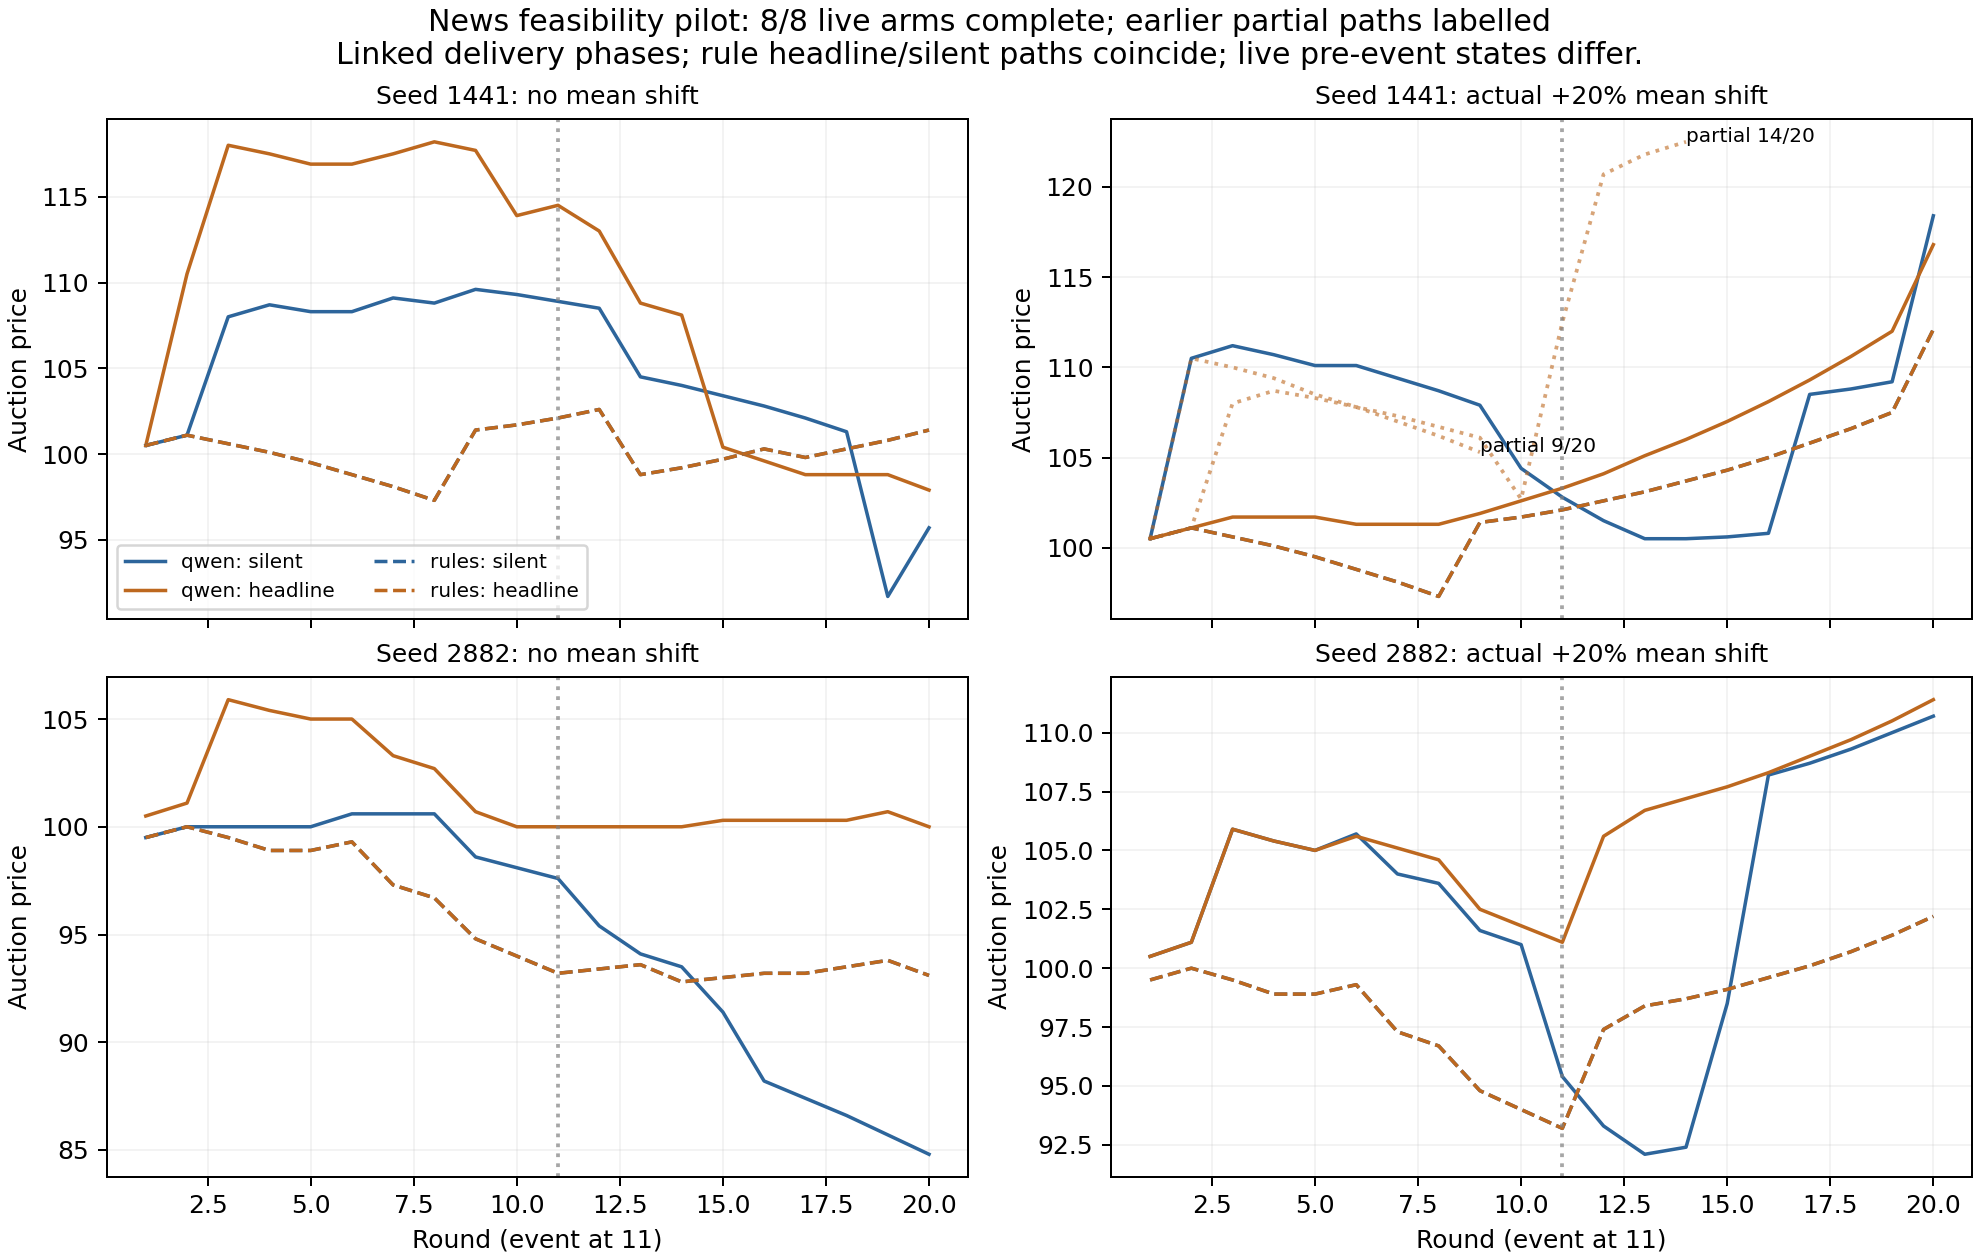 News feasibility pilot: 8/8 live arms complete; earlier partial paths labelled
Linked delivery phases; rule headline/silent paths coincide; live pre-event states differ.
Seed 1441: no mean shift
Auction price
115
110
105
100
95
qwen: silent
qwen: headline
rules: silent
rules: headline
Seed 1441: actual +20% mean shift
Auction price
120
115
110
105
100
partial 14/20
partial 9/20
Seed 2882: no mean shift
Auction price
105
100
95
90
85
2.5 5.0 7.5 10.0 12.5 15.0 17.5 20.0
Round (event at 11)
Seed 2882: actual +20% mean shift
Auction price
110.0
107.5
105.0
102.5
100.0
97.5
95.0
92.5
2.5 5.0 7.5 10.0 12.5 15.0 17.5 20.0
Round (event at 11)